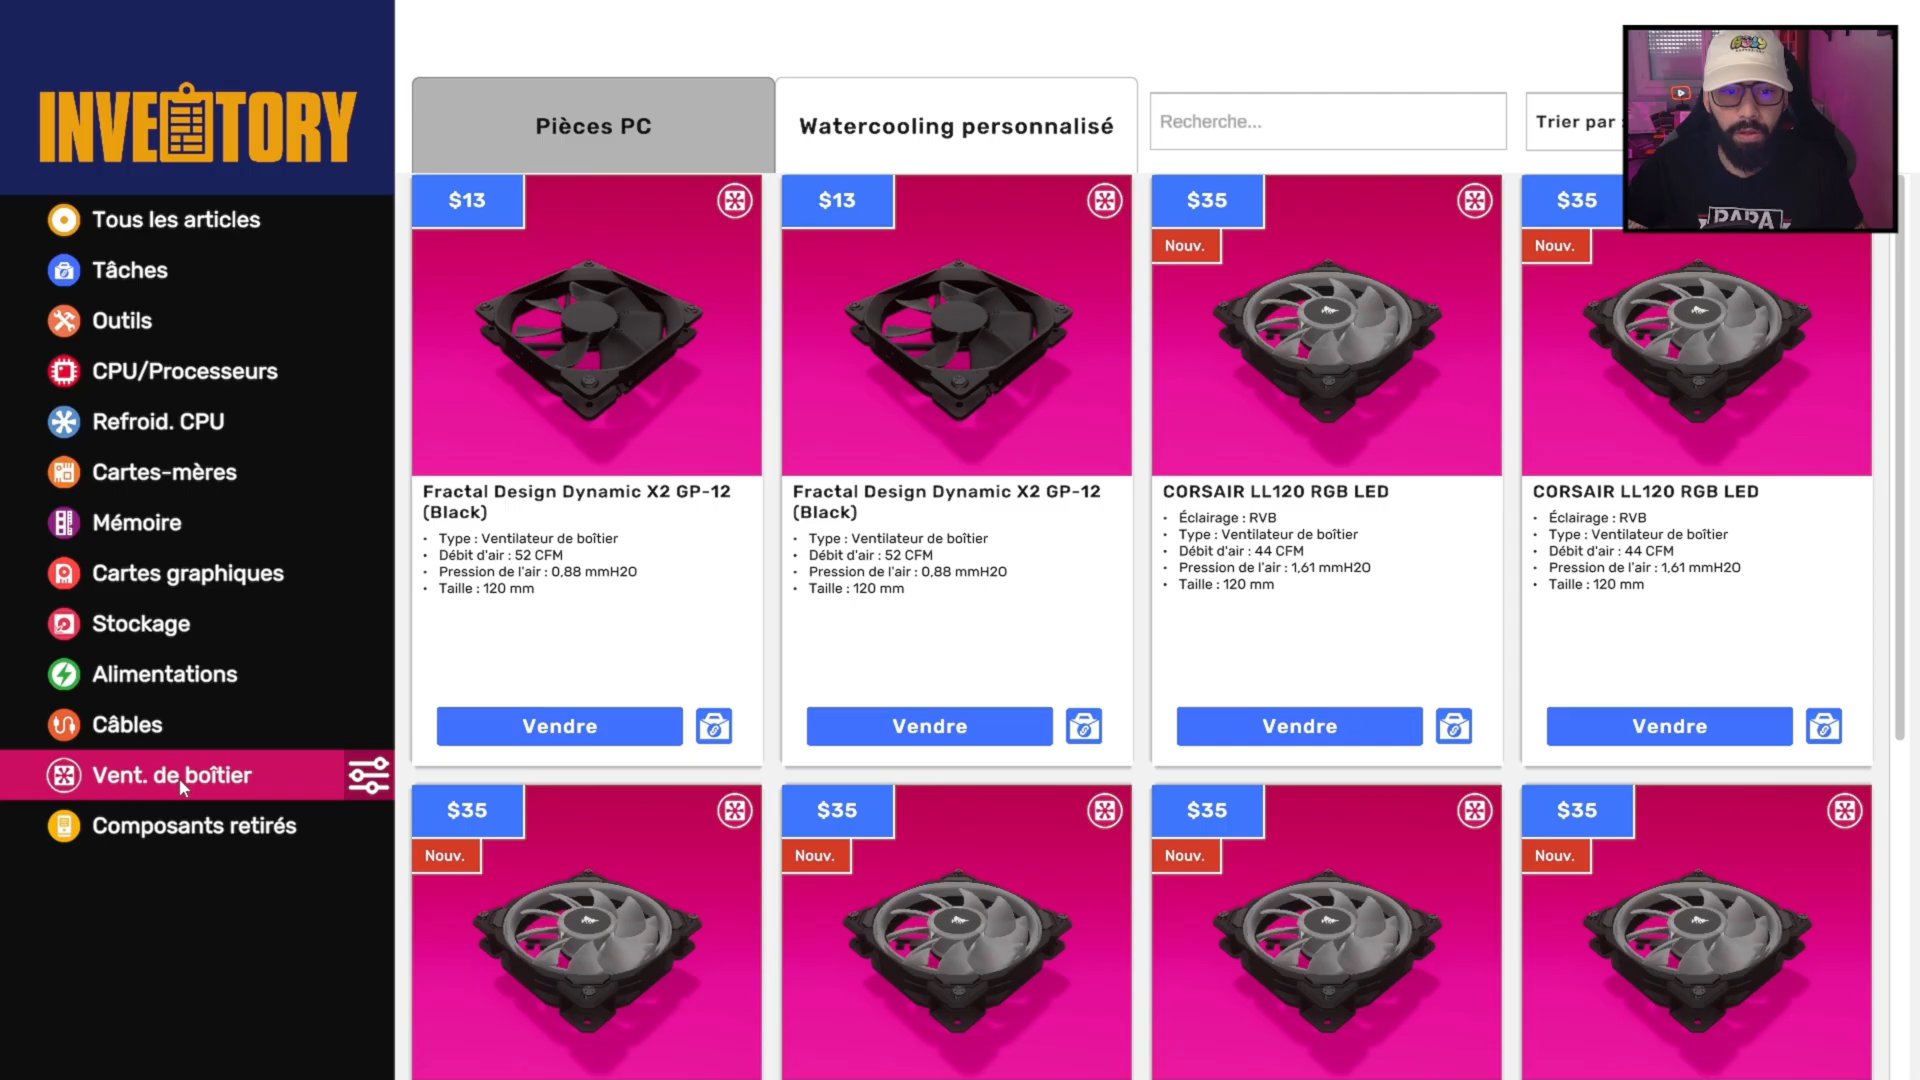 INVENTORY
Tous les articles
Tâches
Outils
CPU/Processeurs
Refroid. CPU
Cartes-mères
Mémoire
Cartes graphiques
Stockage
Alimentations
Câbles
Vent. de boîtier
Composants retirés
Pièces PC
Watercooling personnalisé
Recherche...
Trier par :
$13
Fractal Design Dynamic X2 GP-12
(Black)
• Type : Ventilateur de boîtier
• Débit d'air : 52 CFM
• Pression de l'air : 0,88 mmH2O
• Taille : 120 mm
Vendre
$13
Fractal Design Dynamic X2 GP-12
(Black)
• Type : Ventilateur de boîtier
• Débit d'air : 52 CFM
• Pression de l'air : 0,88 mmH2O
• Taille : 120 mm
Vendre
$35
Nouv.
CORSAIR LL120 RGB LED
• Éclairage : RVB
• Type : Ventilateur de boîtier
• Débit d'air : 44 CFM
• Pression de l'air : 1,61 mmH2O
• Taille : 120 mm
Vendre
$35
Nouv.
CORSAIR LL120 RGB LED
• Éclairage : RVB
• Type : Ventilateur de boîtier
• Débit d'air : 44 CFM
• Pression de l'air : 1,61 mmH2O
• Taille : 120 mm
Vendre
$35
Nouv.
$35
Nouv.
$35
Nouv.
$35
Nouv.
PAPA